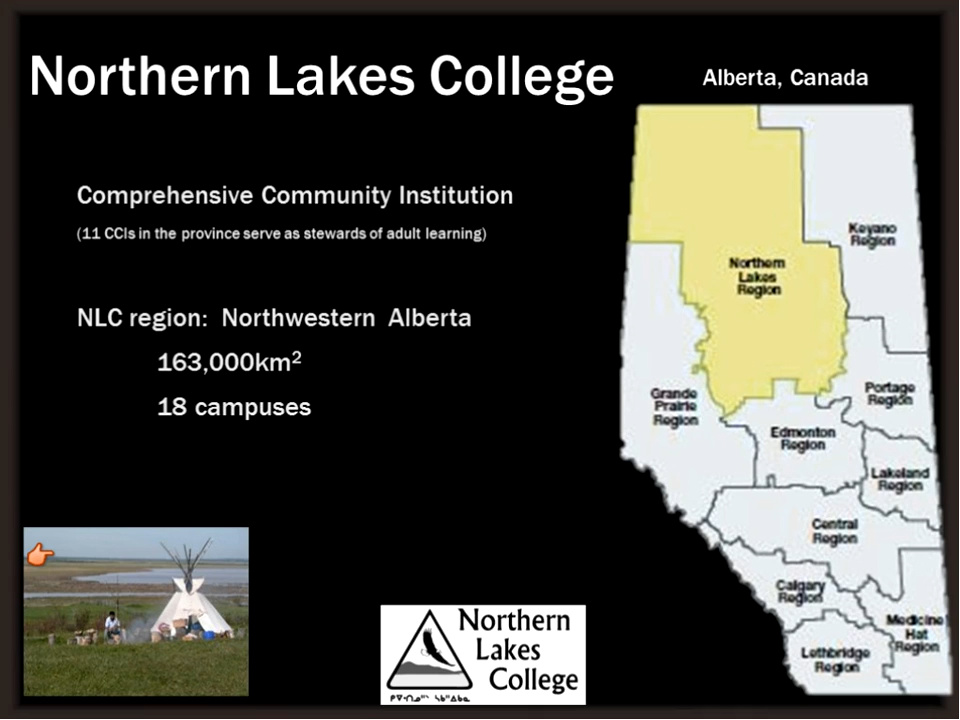 Northern Lakes College
Alberta, Canada
Comprehensive Community Institution
(11 CCIs in the province serve as stewards of adult learning)
NLC region: Northwestern Alberta
163,000km²
18 campuses
Keyano
Region
Northern
Lakes
Region
Grande
Prairie
Region
Portage
Region
Edmonton
Region
Lakeland
Region
Central
Region
Calgary
Region
Medicine
Hat
Region
Lethbridge
Region
Northern
Lakes
College